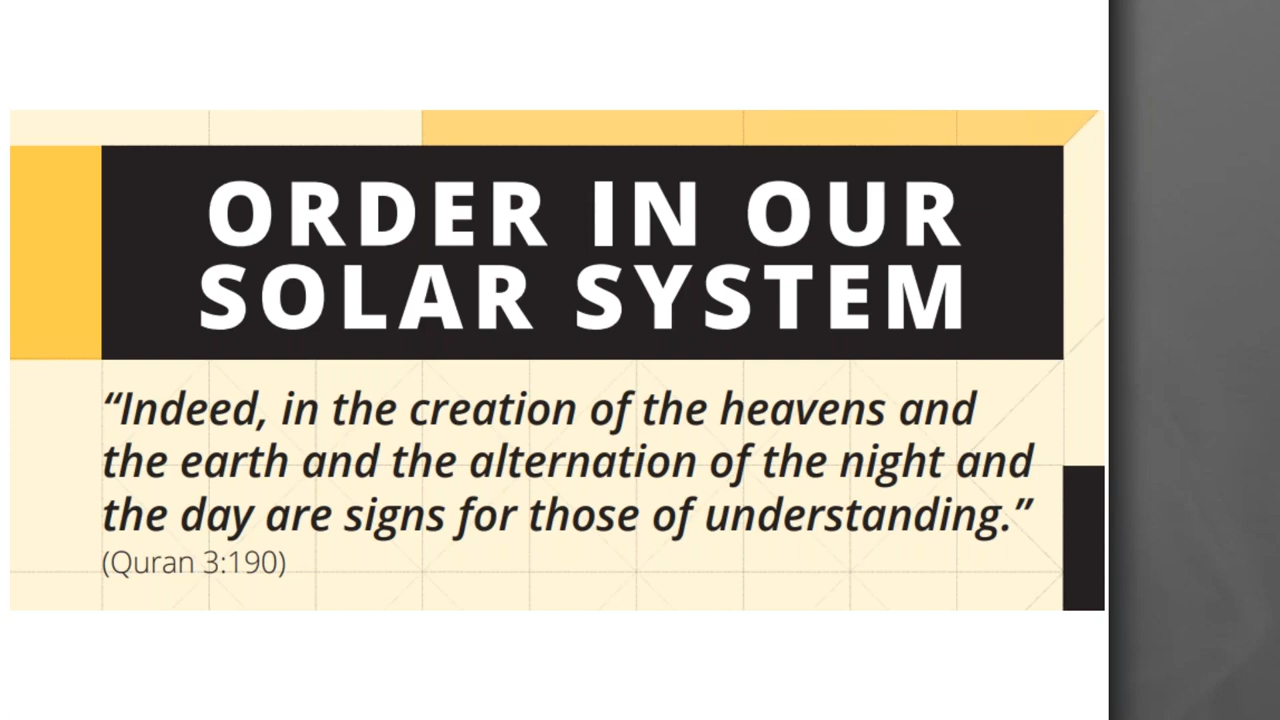 ORDER IN OUR
SOLAR SYSTEM
“Indeed, in the creation of the heavens and
the earth and the alternation of the night and
the day are signs for those of understanding.”
(Quran 3:190)